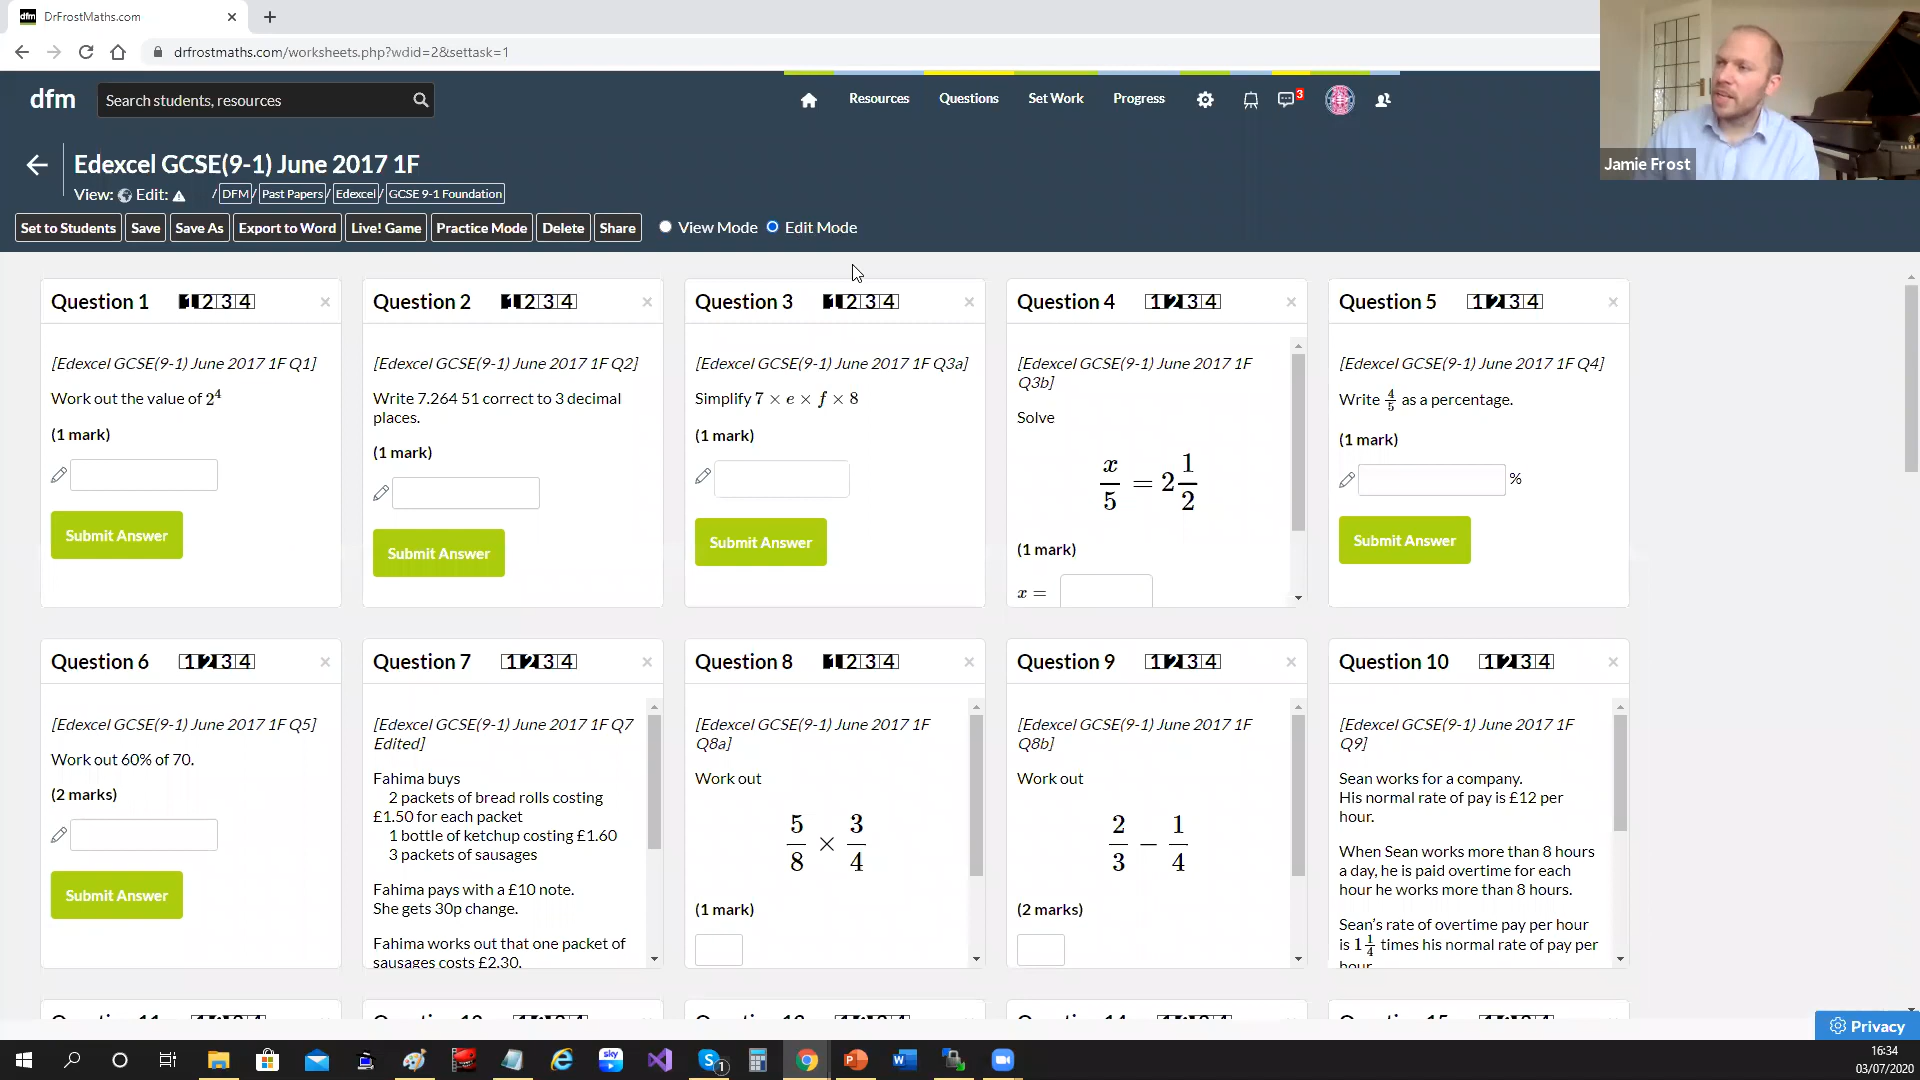 DrFrostMaths.com
drfrostmaths.com/worksheets.php?wdid=2&settask=1
dfm
Search students, resources
Resources
Questions
Set Work
Progress
3
Jamie Frost
Edexcel GCSE(9-1) June 2017 1F
View: Edit: / DFM / Past Papers / Edexcel / GCSE 9-1 Foundation
Set to Students
Save
Save As
Export to Word
Live! Game
Practice Mode
Delete
Share
View Mode
Edit Mode
Question 1 1 2 3 4
[Edexcel GCSE(9-1) June 2017 1F Q1]
Work out the value of 2⁴
(1 mark)
Submit Answer
Question 2 1 2 3 4
[Edexcel GCSE(9-1) June 2017 1F Q2]
Write 7.264 51 correct to 3 decimal
places.
(1 mark)
Submit Answer
Question 3 1 2 3 4
[Edexcel GCSE(9-1) June 2017 1F Q3a]
Simplify 7 × e × f × 8
(1 mark)
Submit Answer
Question 4 1 2 3 4
[Edexcel GCSE(9-1) June 2017 1F
Q3b]
Solve
x/5 = 2 1/2
(1 mark)
x =
Question 5 1 2 3 4
[Edexcel GCSE(9-1) June 2017 1F Q4]
Write 4/5 as a percentage.
(1 mark)
%
Submit Answer
Question 6 1 2 3 4
[Edexcel GCSE(9-1) June 2017 1F Q5]
Work out 60% of 70.
(2 marks)
Submit Answer
Question 7 1 2 3 4
[Edexcel GCSE(9-1) June 2017 1F Q7
Edited]
Fahima buys
2 packets of bread rolls costing
£1.50 for each packet
1 bottle of ketchup costing £1.60
3 packets of sausages
Fahima pays with a £10 note.
She gets 30p change.
Fahima works out that one packet of
sausages costs £2.30.
Question 8 1 2 3 4
[Edexcel GCSE(9-1) June 2017 1F
Q8a]
Work out
5/8 × 3/4
(1 mark)
Question 9 1 2 3 4
[Edexcel GCSE(9-1) June 2017 1F
Q8b]
Work out
2/3 − 1/4
(2 marks)
Question 10 1 2 3 4
[Edexcel GCSE(9-1) June 2017 1F
Q9]
Sean works for a company.
His normal rate of pay is £12 per
hour.
When Sean works more than 8 hours
a day, he is paid overtime for each
hour he works more than 8 hours.
Sean's rate of overtime pay per hour
is 1 1/4 times his normal rate of pay per
hour
Privacy
sky
1
16:34
03/07/2020